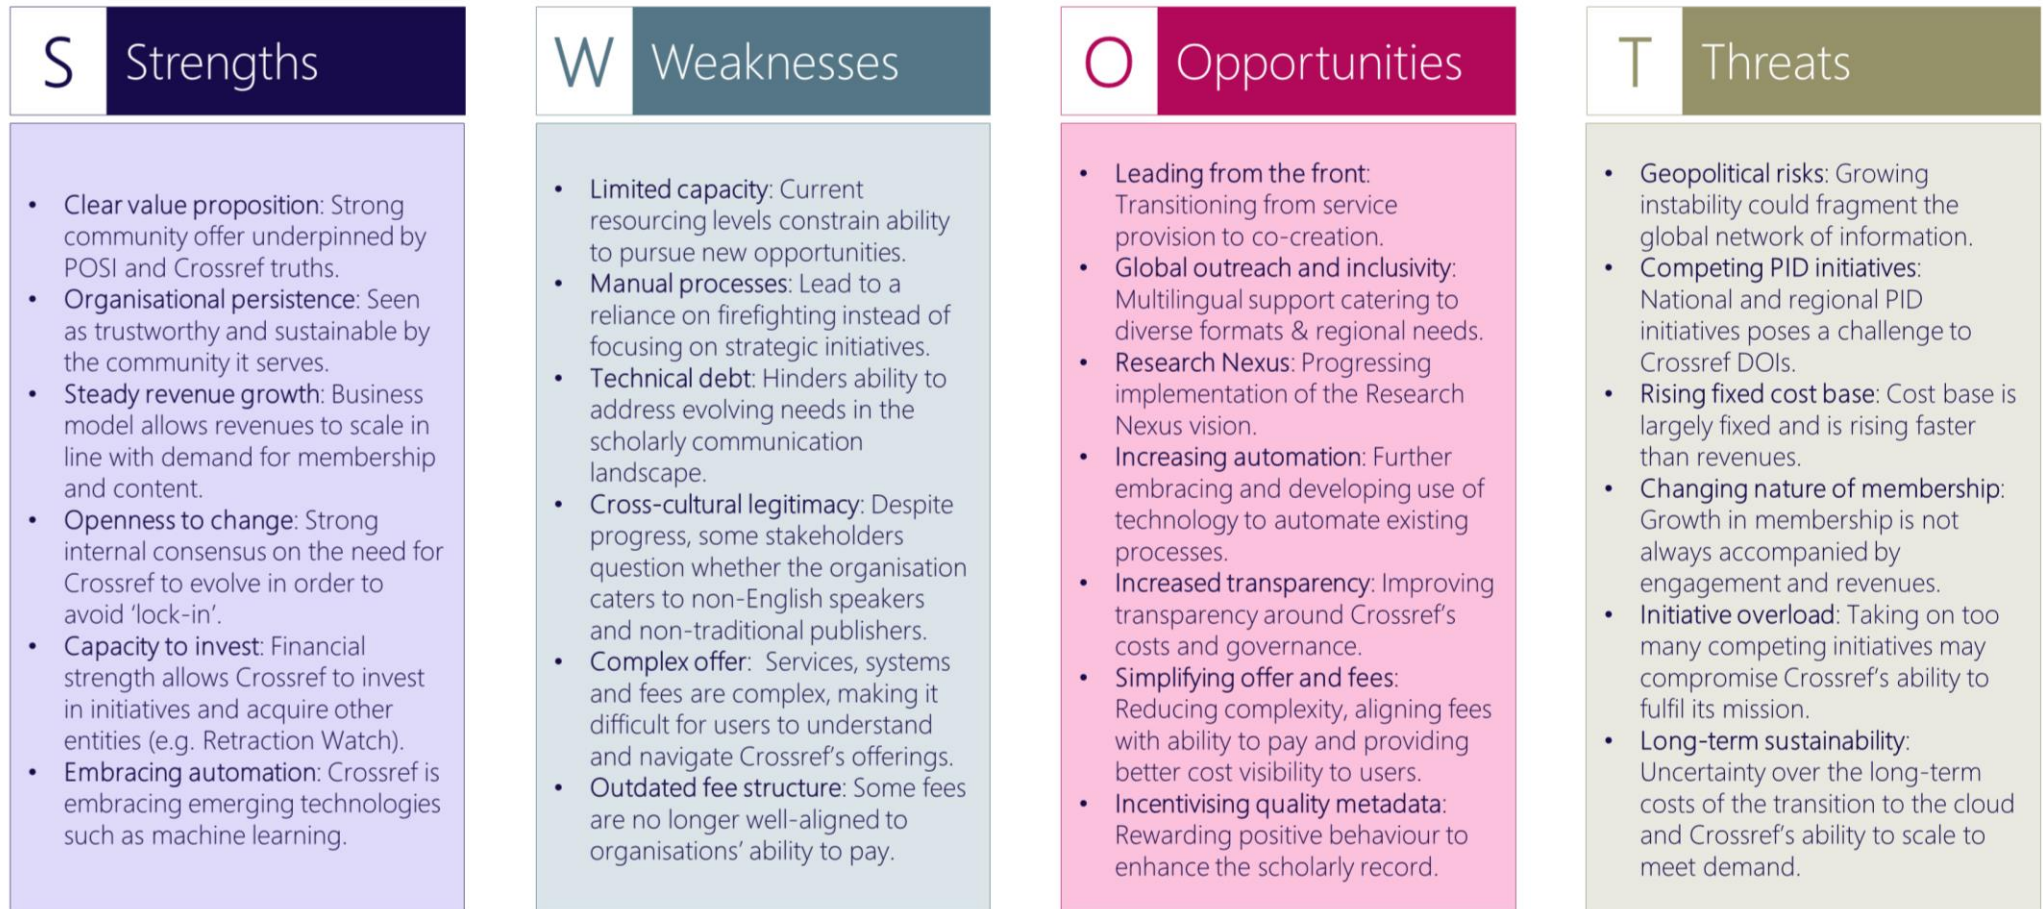 S Strengths
• Clear value proposition: Strong
community offer underpinned by
POSI and Crossref truths.
• Organisational persistence: Seen
as trustworthy and sustainable by
the community it serves.
• Steady revenue growth: Business
model allows revenues to scale in
line with demand for membership
and content.
• Openness to change: Strong
internal consensus on the need for
Crossref to evolve in order to
avoid ‘lock-in’.
• Capacity to invest: Financial
strength allows Crossref to invest
in initiatives and acquire other
entities (e.g. Retraction Watch).
• Embracing automation: Crossref is
embracing emerging technologies
such as machine learning.
W Weaknesses
• Limited capacity: Current
resourcing levels constrain ability
to pursue new opportunities.
• Manual processes: Lead to a
reliance on firefighting instead of
focusing on strategic initiatives.
• Technical debt: Hinders ability to
address evolving needs in the
scholarly communication
landscape.
• Cross-cultural legitimacy: Despite
progress, some stakeholders
question whether the organisation
caters to non-English speakers
and non-traditional publishers.
• Complex offer: Services, systems
and fees are complex, making it
difficult for users to understand
and navigate Crossref’s offerings.
• Outdated fee structure: Some fees
are no longer well-aligned to
organisations’ ability to pay.
O Opportunities
• Leading from the front:
Transitioning from service
provision to co-creation.
• Global outreach and inclusivity:
Multilingual support catering to
diverse formats & regional needs.
• Research Nexus: Progressing
implementation of the Research
Nexus vision.
• Increasing automation: Further
embracing and developing use of
technology to automate existing
processes.
• Increased transparency: Improving
transparency around Crossref’s
costs and governance.
• Simplifying offer and fees:
Reducing complexity, aligning fees
with ability to pay and providing
better cost visibility to users.
• Incentivising quality metadata:
Rewarding positive behaviour to
enhance the scholarly record.
T Threats
• Geopolitical risks: Growing
instability could fragment the
global network of information.
• Competing PID initiatives:
National and regional PID
initiatives poses a challenge to
Crossref DOIs.
• Rising fixed cost base: Cost base is
largely fixed and is rising faster
than revenues.
• Changing nature of membership:
Growth in membership is not
always accompanied by
engagement and revenues.
• Initiative overload: Taking on too
many competing initiatives may
compromise Crossref’s ability to
fulfil its mission.
• Long-term sustainability:
Uncertainty over the long-term
costs of the transition to the cloud
and Crossref’s ability to scale to
meet demand.